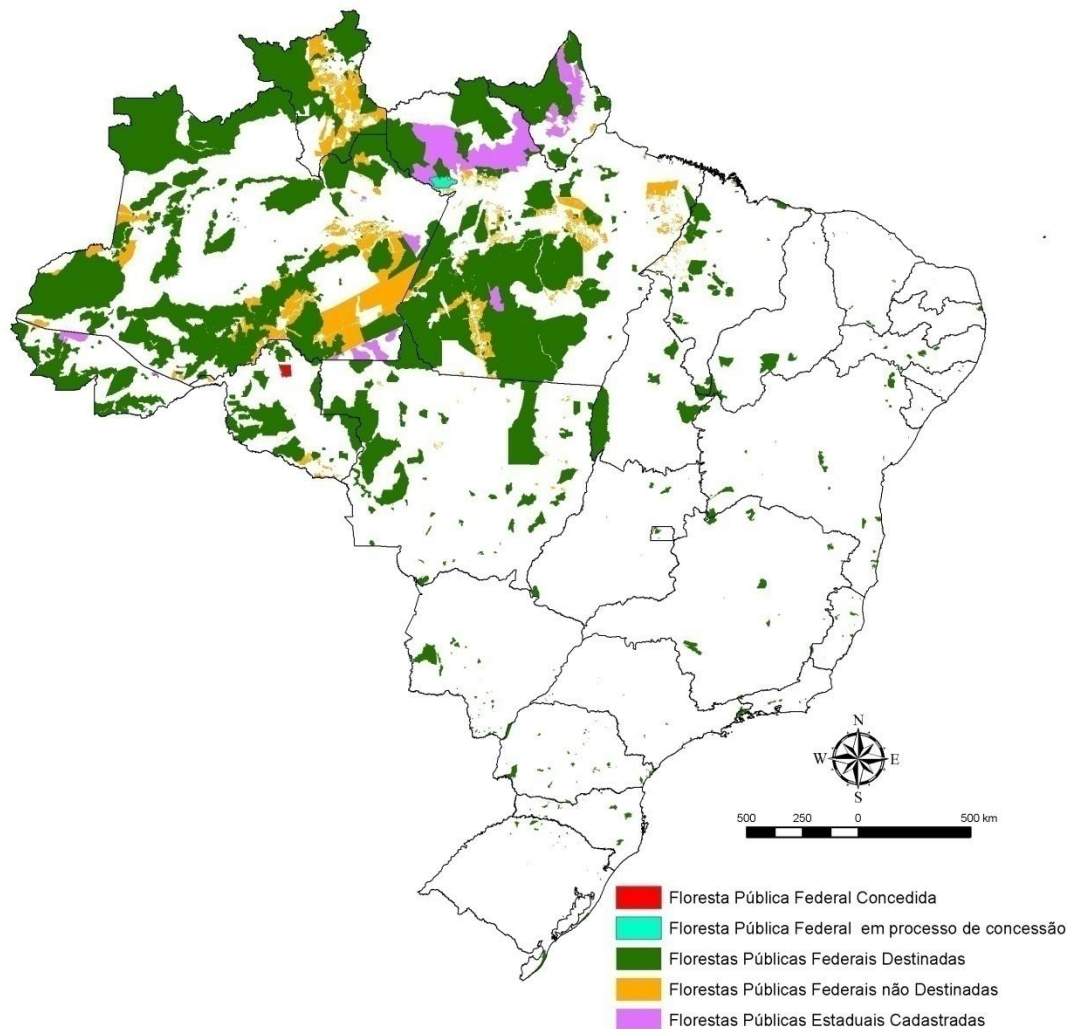 N
W E
S
500 250 0 500 km
Floresta Pública Federal Concedida
Floresta Pública Federal em processo de concessão
Florestas Públicas Federais Destinadas
Florestas Públicas Federais não Destinadas
Florestas Públicas Estaduais Cadastradas